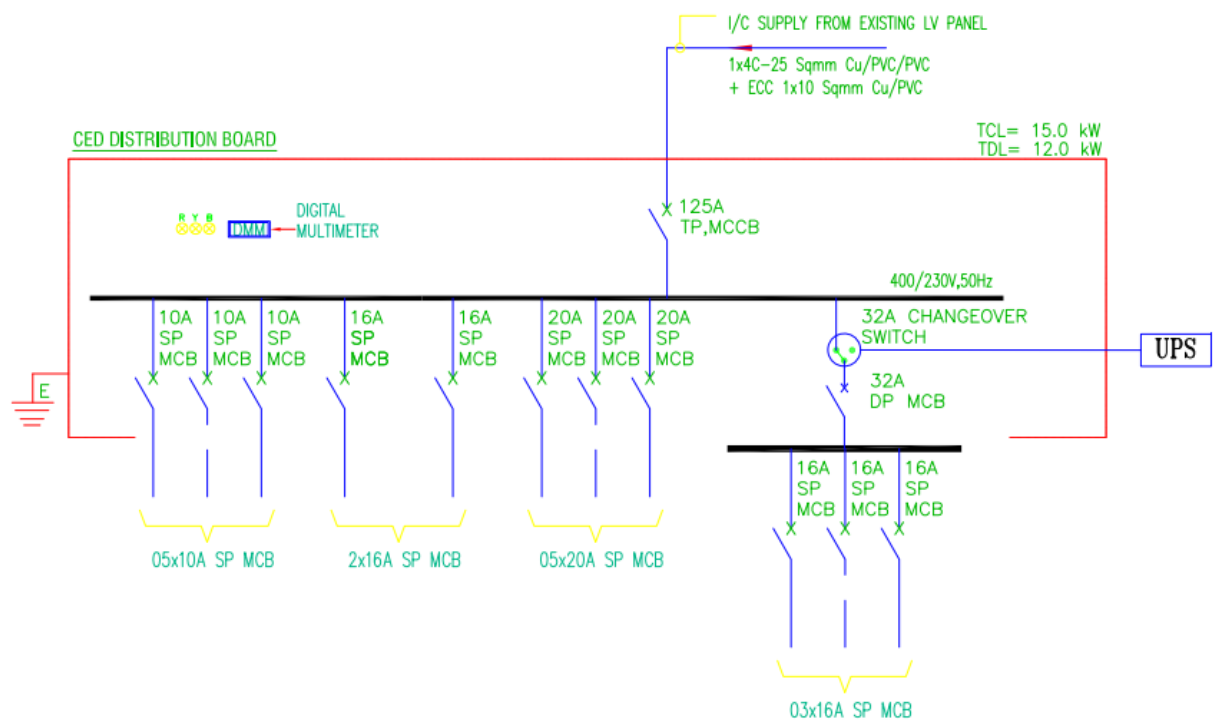 I/C SUPPLY FROM EXISTING LV PANEL
1x4C-25 Sqmm Cu/PVC/PVC
+ ECC 1x10 Sqmm Cu/PVC
CED DISTRIBUTION BOARD
TCL= 15.0 kW
TDL= 12.0 kW
R Y B
DMM
DIGITAL
MULTIMETER
125A
TP,MCCB
400/230V,50Hz
10A
SP
MCB
10A
SP
MCB
10A
SP
MCB
16A
SP
MCB
16A
SP
MCB
20A
SP
MCB
20A
SP
MCB
20A
SP
MCB
32A CHANGEOVER
SWITCH
UPS
32A
DP MCB
E
16A
SP
MCB
16A
SP
MCB
16A
SP
MCB
05x10A SP MCB
2x16A SP MCB
05x20A SP MCB
03x16A SP MCB